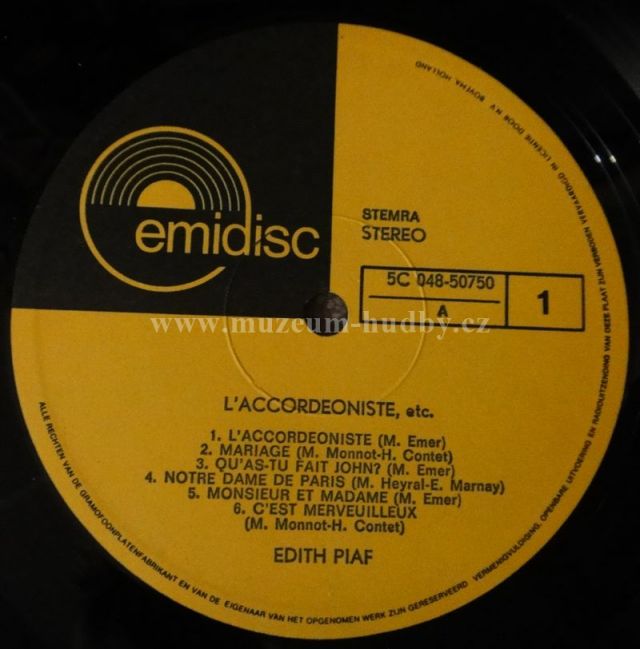 emidisc
STEMRA
STEREO
5C 048-50750
A
1
www.muzeum-hudby.cz
L'ACCORDEONISTE, etc.
1. L'ACCORDEONISTE (M. Emer)
2. MARIAGE (M. Monnot-H. Contet)
3. QU'AS-TU FAIT JOHN? (M. Emer)
4. NOTRE DAME DE PARIS (M. Heyral-E. Marnay)
5. MONSIEUR ET MADAME (M. Emer)
6. C'EST MERVEUILLEUX
(M. Monnot-H. Contet)
EDITH PIAF
ALLE RECHTEN VAN DE GRAMOFOONPLATENFABRIKANT EN VAN DE EIGENAAR VAN HET OPGENOMEN WERK ZIJN GERESERVEERD. VERMENIGVULDIGING, OPENBARE UITVOERING EN RADIOUITZENDING VAN DEZE PLAAT ZIJN VERBODEN VERVAARDIGD IN LICENTIE DOOR N.V. BOVEMA HOLLAND